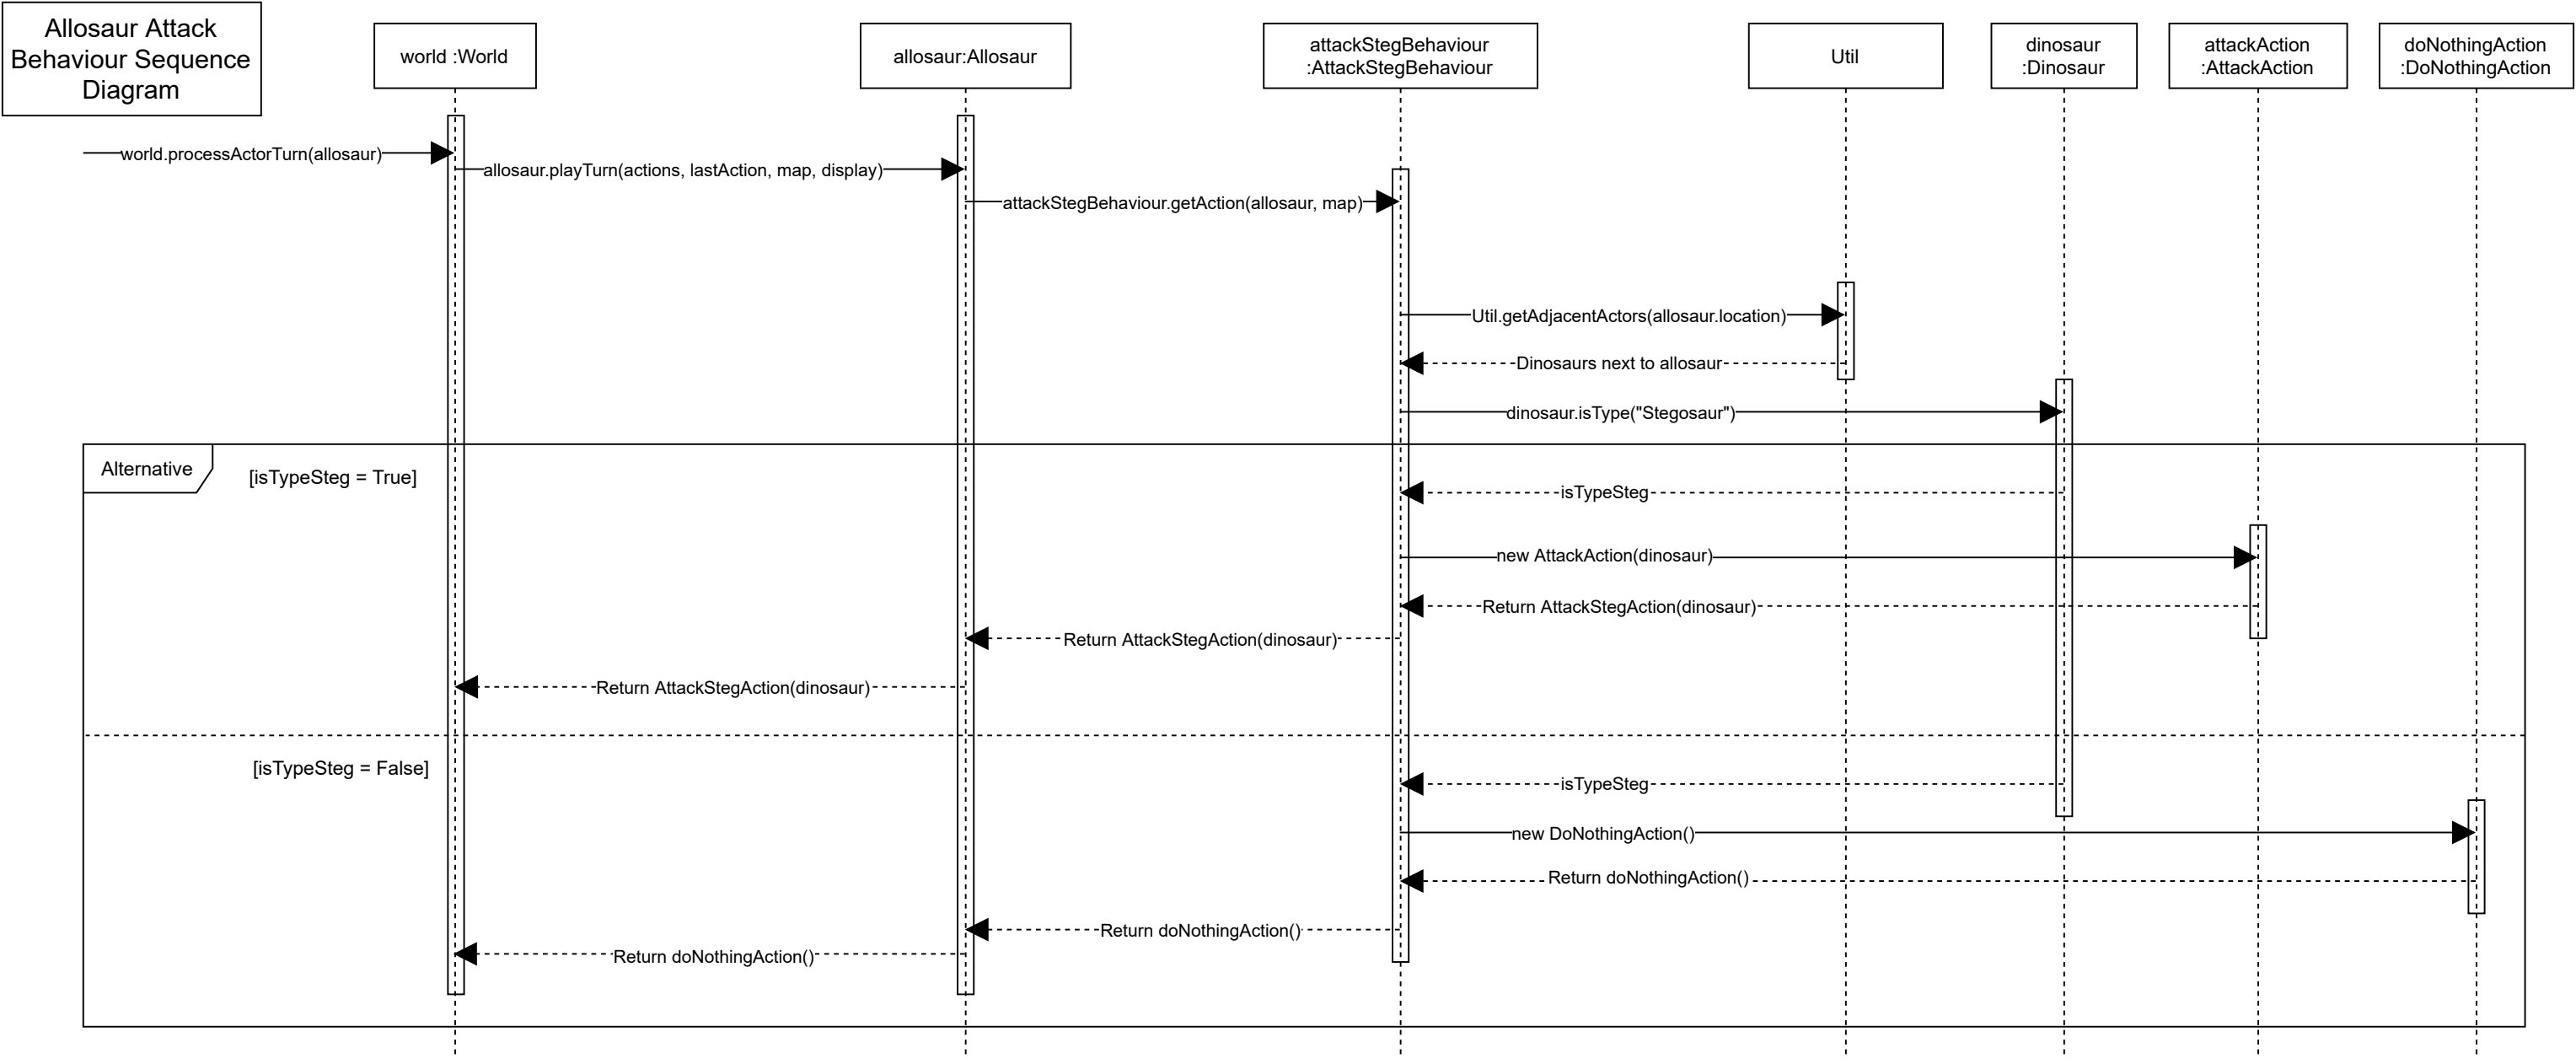 Allosaur Attack
Behaviour Sequence
Diagram
world :World
allosaur:Allosaur
attackStegBehaviour
:AttackStegBehaviour
Util
dinosaur
:Dinosaur
attackAction
:AttackAction
doNothingAction
:DoNothingAction
world.processActorTurn(allosaur)
allosaur.playTurn(actions, lastAction, map, display)
attackStegBehaviour.getAction(allosaur, map)
Util.getAdjacentActors(allosaur.location)
Dinosaurs next to allosaur
dinosaur.isType("Stegosaur")
Alternative
[isTypeSteg = True]
isTypeSteg
new AttackAction(dinosaur)
Return AttackStegAction(dinosaur)
Return AttackStegAction(dinosaur)
Return AttackStegAction(dinosaur)
[isTypeSteg = False]
isTypeSteg
new DoNothingAction()
Return doNothingAction()
Return doNothingAction()
Return doNothingAction()